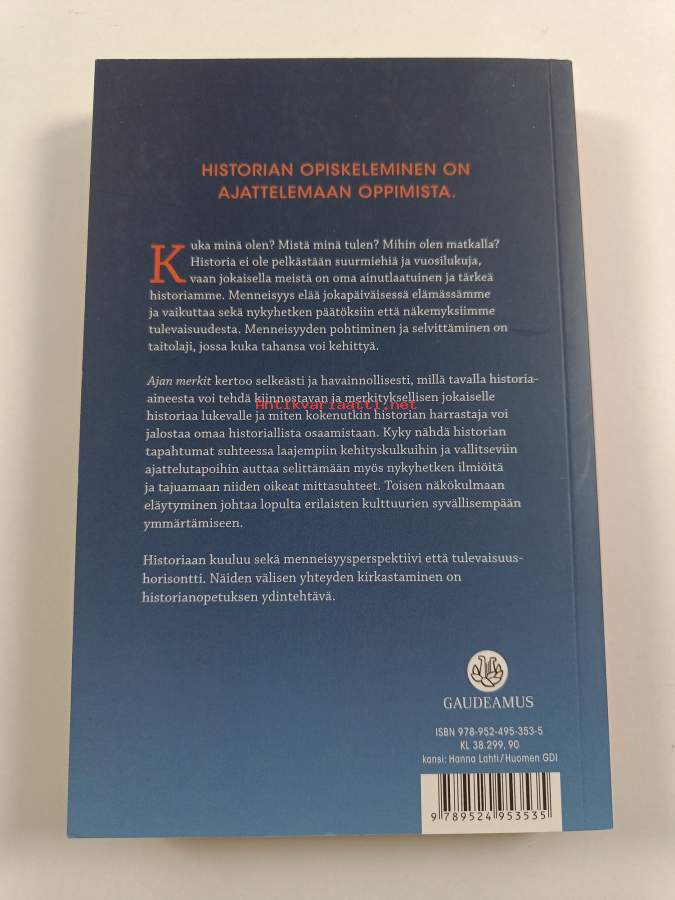 HISTORIAN OPISKELEMINEN ON
AJATTELEMAAN OPPIMISTA.
Kuka minä olen? Mistä minä tulen? Mihin olen matkalla?
Historia ei ole pelkästään suurmiehiä ja vuosilukuja,
vaan jokaisella meistä on oma ainutlaatuinen ja tärkeä
historiamme. Menneisyys elää jokapäiväisessä elämässämme
ja vaikuttaa sekä nykyhetken päätöksiin että näkemyksiimme
tulevaisuudesta. Menneisyyden pohtiminen ja selvittäminen on
taitolaji, jossa kuka tahansa voi kehittyä.
Ajan merkit kertoo selkeästi ja havainnollisesti, millä tavalla historia-
aineesta voi tehdä kiinnostavan ja merkityksellisen jokaiselle
Antikvariaatti.net
historiaa lukevalle ja miten kokenutkin historian harrastaja voi
jalostaa omaa historiallista osaamistaan. Kyky nähdä historian
tapahtumat suhteessa laajempiin kehityskulkuihin ja vallitseviin
ajattelutapoihin auttaa selittämään myös nykyhetken ilmiöitä
ja tajuamaan niiden oikeat mittasuhteet. Toisen näkökulmaan
eläytyminen johtaa lopulta erilaisten kulttuurien syvällisempään
ymmärtämiseen.
Historiaan kuuluu sekä menneisyysperspektiivi että tulevaisuus-
horisontti. Näiden välisen yhteyden kirkastaminen on
historianopetuksen ydintehtävä.
GAUDEAMUS
ISBN 978-952-495-353-5
KL 38.299, 90
kansi: Hanna Lahti/Huomen GDI
9 789524 953535